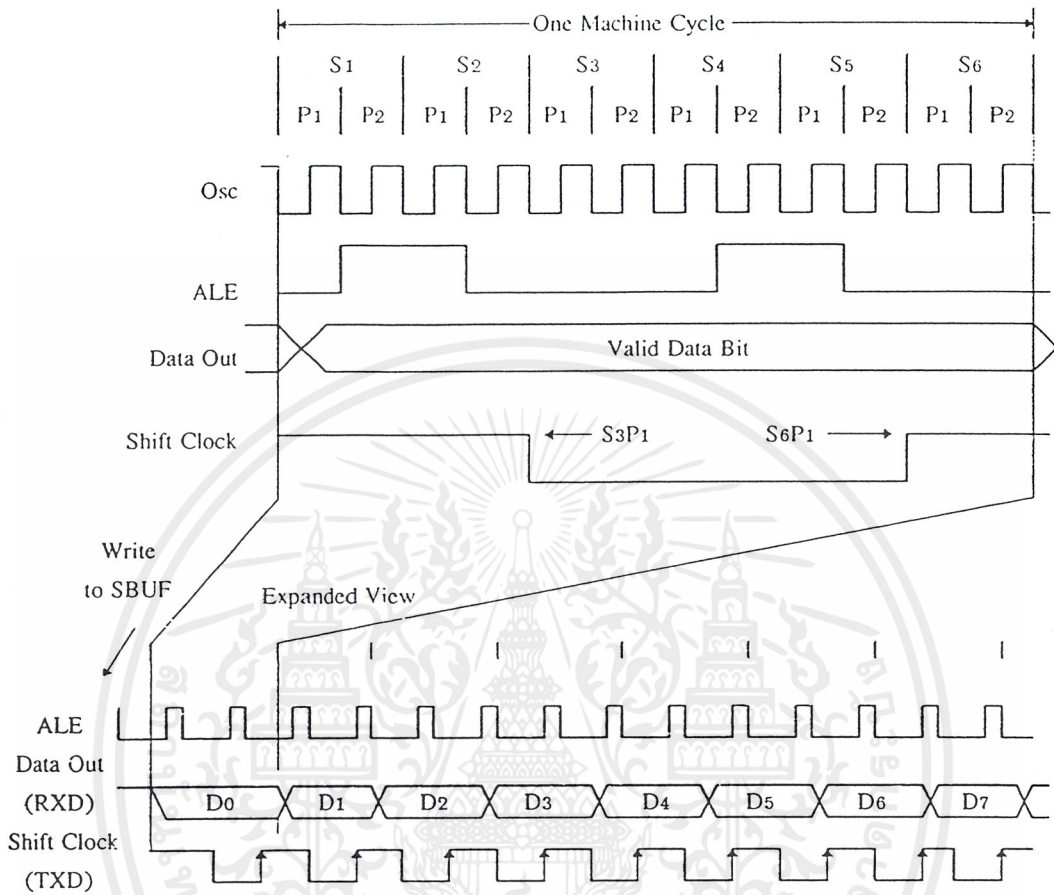 One Machine Cycle
S1 S2 S3 S4 S5 S6
P1 P2 P1 P2 P1 P2 P1 P2 P1 P2 P1 P2
Osc
ALE
Data Out
Valid Data Bit
Shift Clock
S3P1
S6P1
Write
to SBUF
Expanded View
ALE
Data Out
(RXD)
D0 D1 D2 D3 D4 D5 D6 D7
Shift Clock
(TXD)